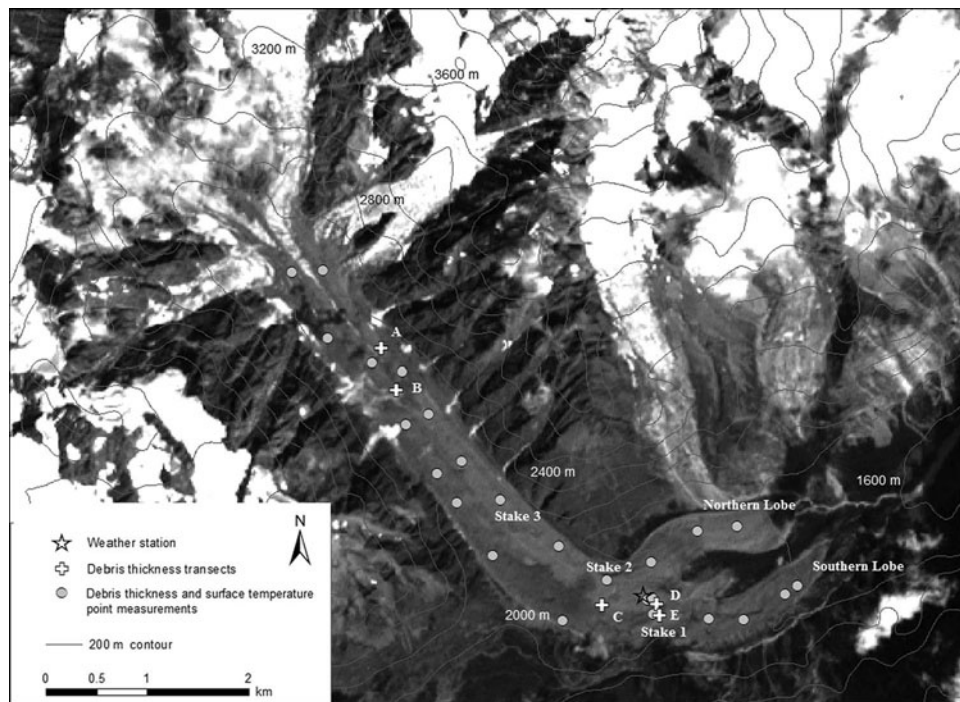 3200 m
3600 m
2800 m
A
B
2400 m
1600 m
Northern Lobe
Stake 3
Stake 2
Southern Lobe
D
C
E
2000 m
Stake 1
N
Weather station
Debris thickness transects
Debris thickness and surface temperature
point measurements
200 m contour
0 0.5 1 2
km